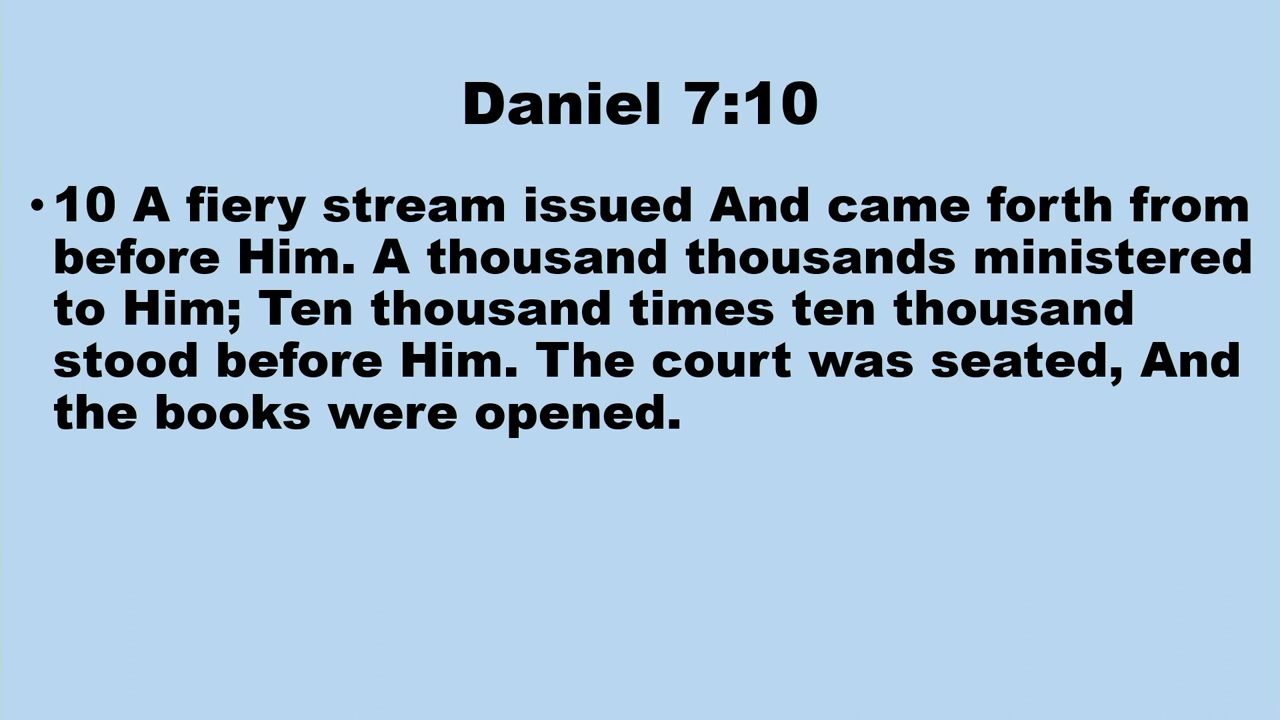 Daniel 7:10
• 10 A fiery stream issued And came forth from
before Him. A thousand thousands ministered
to Him; Ten thousand times ten thousand
stood before Him. The court was seated, And
the books were opened.